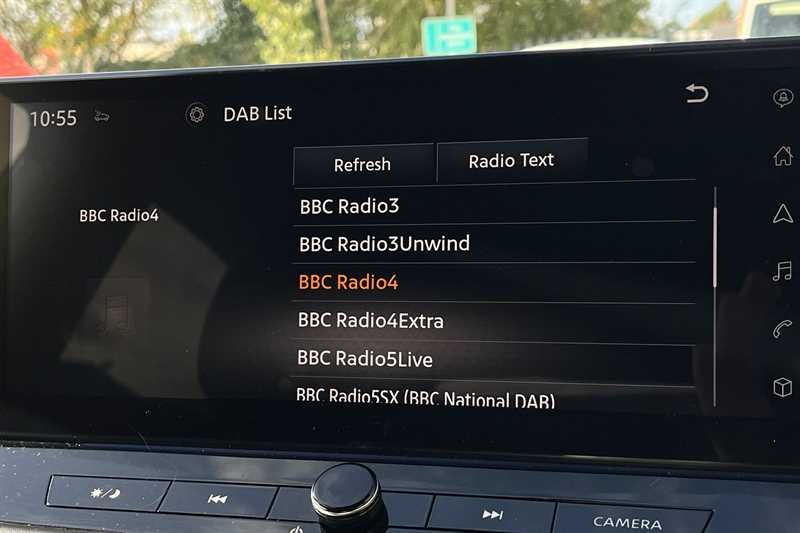 10:55
DAB List
Refresh
Radio Text
BBC Radio4
BBC Radio3
BBC Radio3Unwind
BBC Radio4
BBC Radio4Extra
BBC Radio5Live
BBC Radio5SX (BBC National DAB)
CAMERA